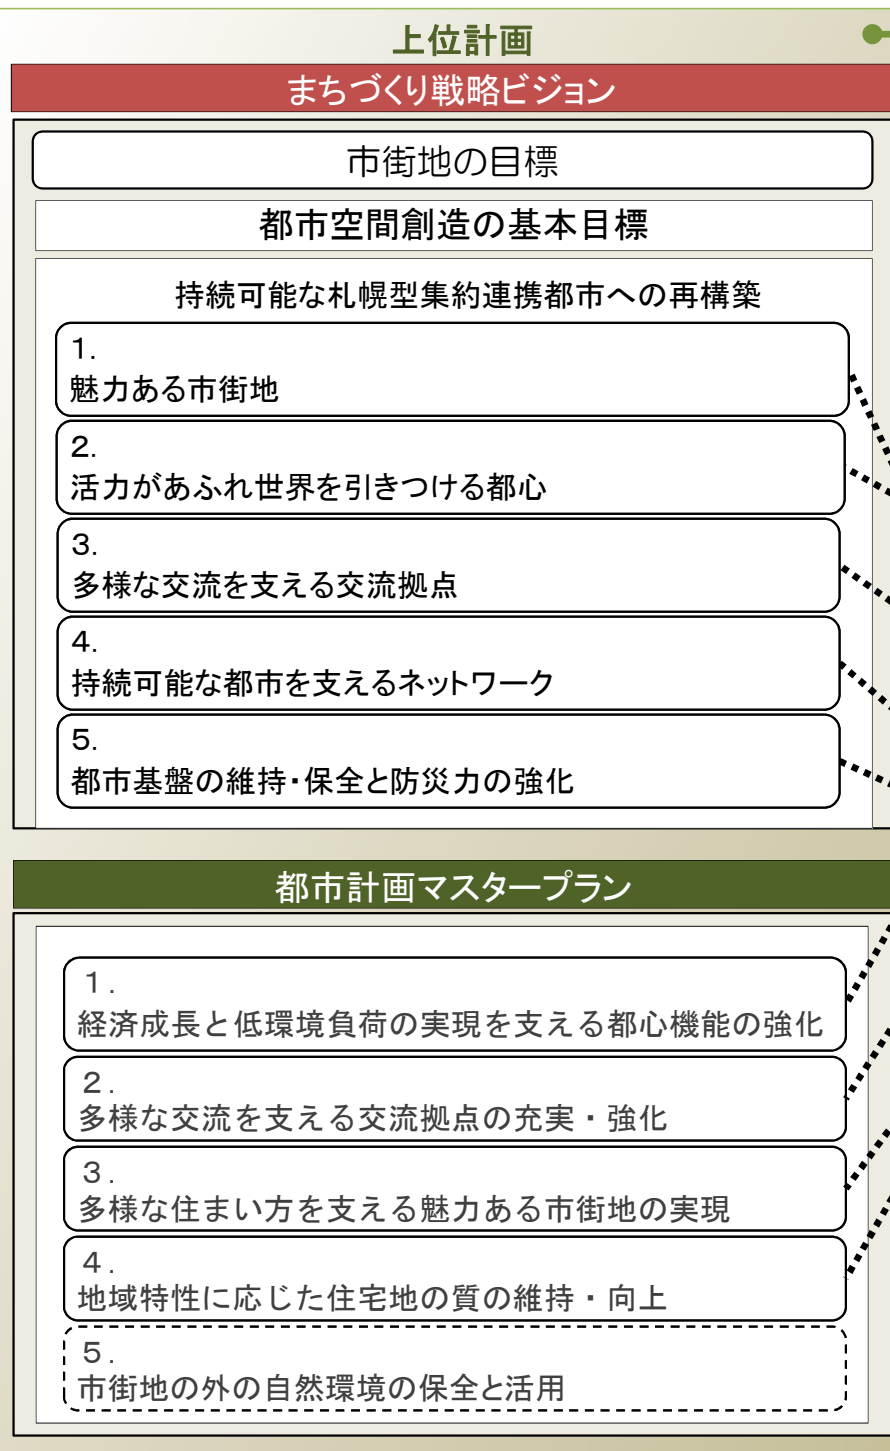 上位計画
まちづくり戦略ビジョン
市街地の目標
都市空間創造の基本目標
持続可能な札幌型集約連携都市への再構築
1.
魅力ある市街地
2.
活力があふれ世界を引きつける都心
3.
多様な交流を支える交流拠点
4.
持続可能な都市を支えるネットワーク
5.
都市基盤の維持・保全と防災力の強化
都市計画マスタープラン
１.
経済成長と低環境負荷の実現を支える都心機能の強化
２.
多様な交流を支える交流拠点の充実・強化
３.
多様な住まい方を支える魅力ある市街地の実現
４.
地域特性に応じた住宅地の質の維持・向上
５.
市街地の外の自然環境の保全と活用